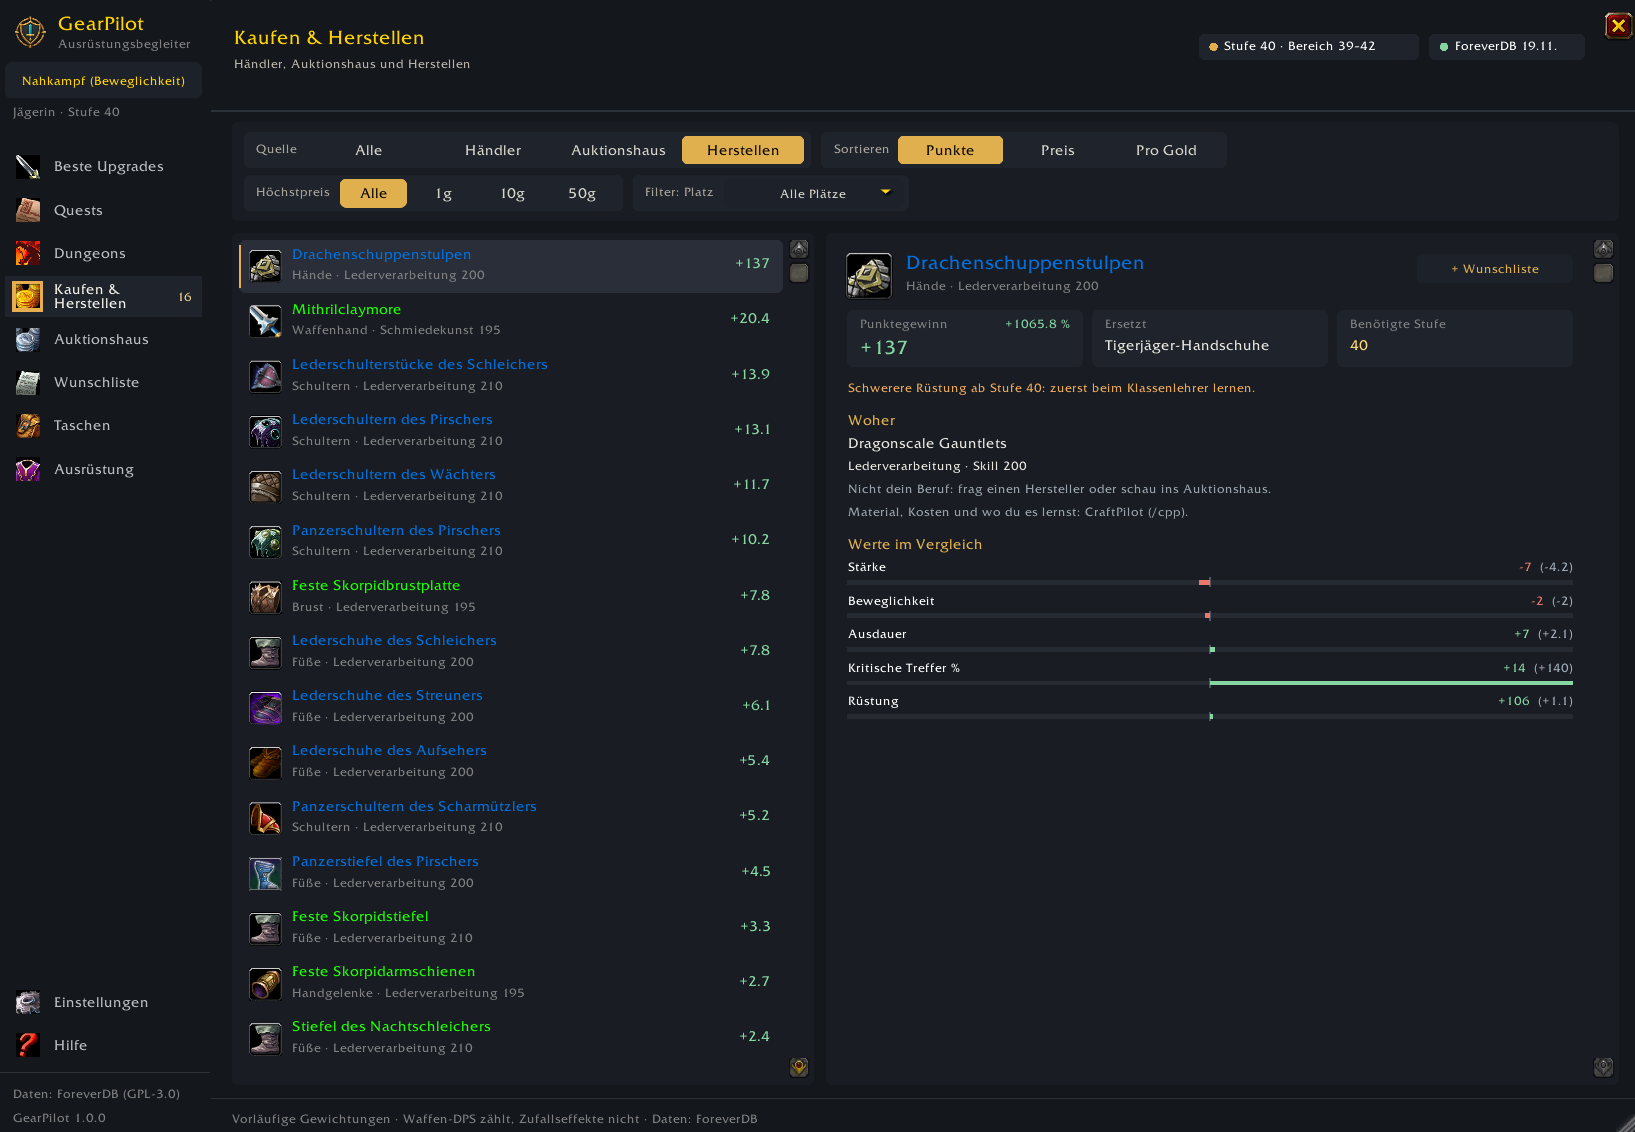 GearPilot
Ausrüstungsbegleiter
Nahkampf (Beweglichkeit)
Jägerin · Stufe 40
Beste Upgrades
Quests
Dungeons
Kaufen &
Herstellen
16
Auktionshaus
Wunschliste
Taschen
Ausrüstung
Einstellungen
Hilfe
Daten: ForeverDB (GPL-3.0)
GearPilot 1.0.0
Kaufen & Herstellen
Händler, Auktionshaus und Herstellen
Stufe 40 · Bereich 39-42
ForeverDB 19.11.
Quelle Alle Händler Auktionshaus Herstellen
Sortieren Punkte Preis Pro Gold
Höchstpreis Alle 1g 10g 50g
Filter: Platz Alle Plätze
Drachenschuppenstulpen
Hände · Lederverarbeitung 200
+137
Mithrilclaymore
Waffenhand · Schmiedekunst 195
+20.4
Lederschulterstücke des Schleichers
Schultern · Lederverarbeitung 210
+13.9
Lederschultern des Pirschers
Schultern · Lederverarbeitung 210
+13.1
Lederschultern des Wächters
Schultern · Lederverarbeitung 210
+11.7
Panzerschultern des Pirschers
Schultern · Lederverarbeitung 210
+10.2
Feste Skorpidbrustplatte
Brust · Lederverarbeitung 195
+7.8
Lederschuhe des Schleichers
Füße · Lederverarbeitung 200
+7.8
Lederschuhe des Streuners
Füße · Lederverarbeitung 200
+6.1
Lederschuhe des Aufsehers
Füße · Lederverarbeitung 200
+5.4
Panzerschultern des Scharmützlers
Schultern · Lederverarbeitung 210
+5.2
Panzerstiefel des Pirschers
Füße · Lederverarbeitung 200
+4.5
Feste Skorpidstiefel
Füße · Lederverarbeitung 210
+3.3
Feste Skorpidarmschienen
Handgelenke · Lederverarbeitung 195
+2.7
Stiefel des Nachtschleichers
Füße · Lederverarbeitung 210
+2.4
Drachenschuppenstulpen
Hände · Lederverarbeitung 200
+ Wunschliste
Punktegewinn +1065.8 %
+137
Ersetzt
Tigerjäger-Handschuhe
Benötigte Stufe
40
Schwerere Rüstung ab Stufe 40: zuerst beim Klassenlehrer lernen.
Woher
Dragonscale Gauntlets
Lederverarbeitung · Skill 200
Nicht dein Beruf: frag einen Hersteller oder schau ins Auktionshaus.
Material, Kosten und wo du es lernst: CraftPilot (/cpp).
Werte im Vergleich
Stärke -7 (-4.2)
Beweglichkeit -2 (-2)
Ausdauer +7 (+2.1)
Kritische Treffer % +14 (+140)
Rüstung +106 (+1.1)
Vorläufige Gewichtungen · Waffen-DPS zählt, Zufallseffekte nicht · Daten: ForeverDB